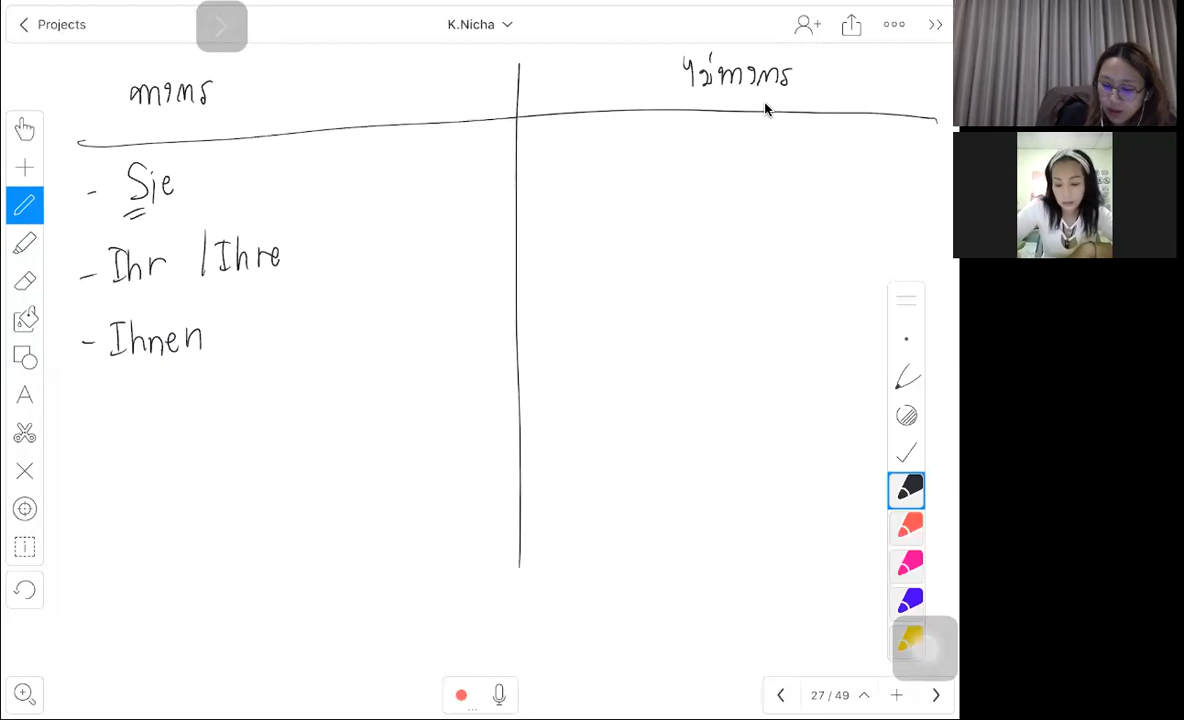 Projects
K.Nicha
ทางการ
ไม่ทางการ
- Sie
- Ihr / Ihre
- Ihnen
A
27 / 49